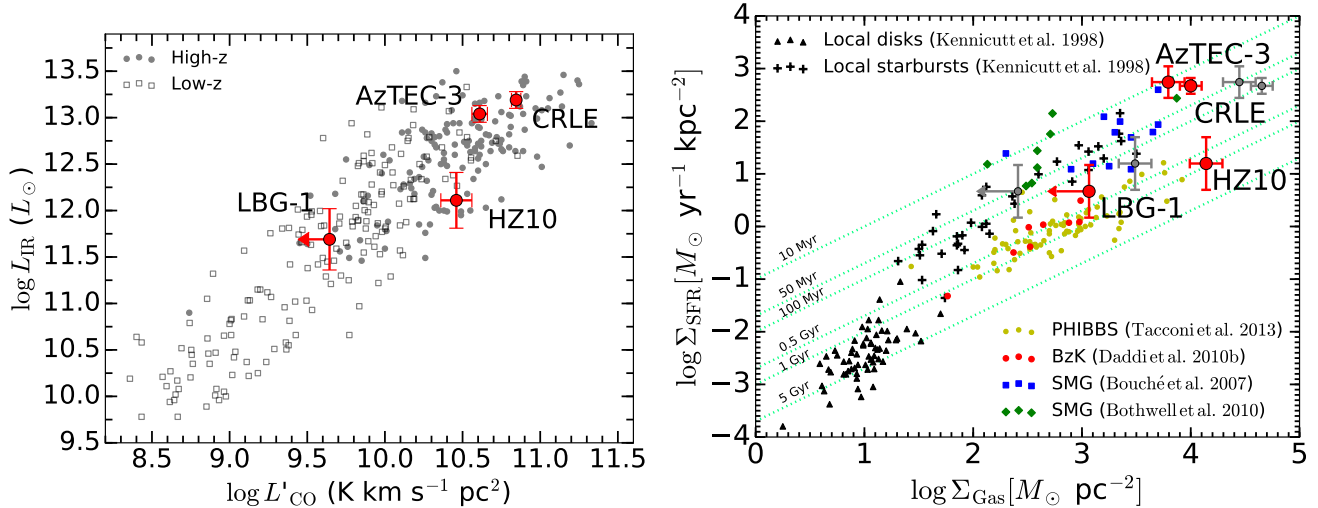 13.5
13.0
12.5
12.0
11.5
11.0
10.5
10.0
9.5
log L_IR (L_⊙)
High-z
Low-z
AzTEC-3
CRLE
LBG-1
HZ10
8.5 9.0 9.5 10.0 10.5 11.0 11.5
log L'_CO (K km s⁻¹ pc²)
4
3
2
1
0
−1
−2
−3
−4
log Σ_SFR[M_⊙ yr⁻¹ kpc⁻²]
Local disks (Kennicutt et al. 1998)
Local starbursts (Kennicutt et al. 1998)
AzTEC-3
CRLE
HZ10
LBG-1
10 Myr
50 Myr
100 Myr
0.5 Gyr
1 Gyr
5 Gyr
PHIBBS (Tacconi et al. 2013)
BzK (Daddi et al. 2010b)
SMG (Bouché et al. 2007)
SMG (Bothwell et al. 2010)
0 1 2 3 4 5
log Σ_Gas[M_⊙ pc⁻²]